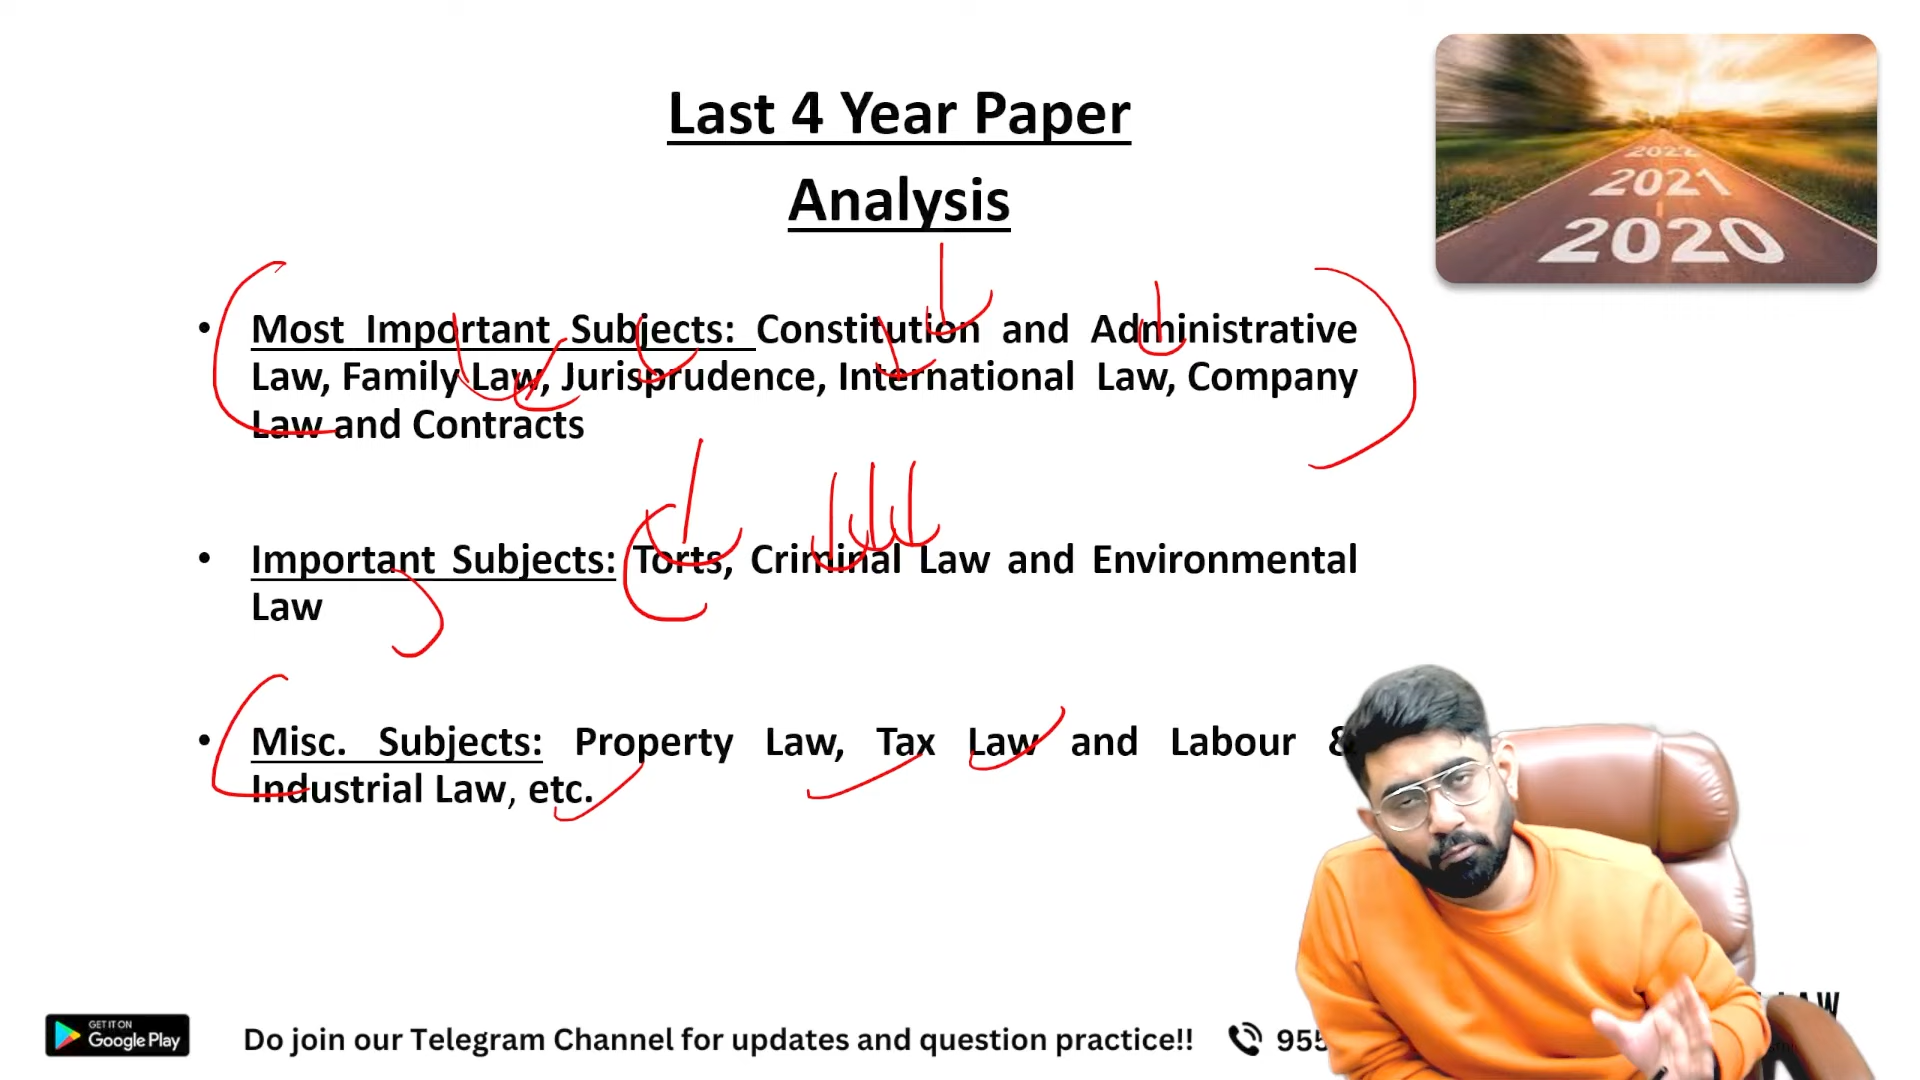 Last 4 Year Paper
Analysis
2022
2021
2020
• Most Important Subjects: Constitution and Administrative
Law, Family Law, Jurisprudence, International Law, Company
Law and Contracts
• Important Subjects: Torts, Criminal Law and Environmental
Law
• Misc. Subjects: Property Law, Tax Law and Labour &
Industrial Law, etc.
GET IT ON
Google Play
Do join our Telegram Channel for updates and question practice!!
955
LAW